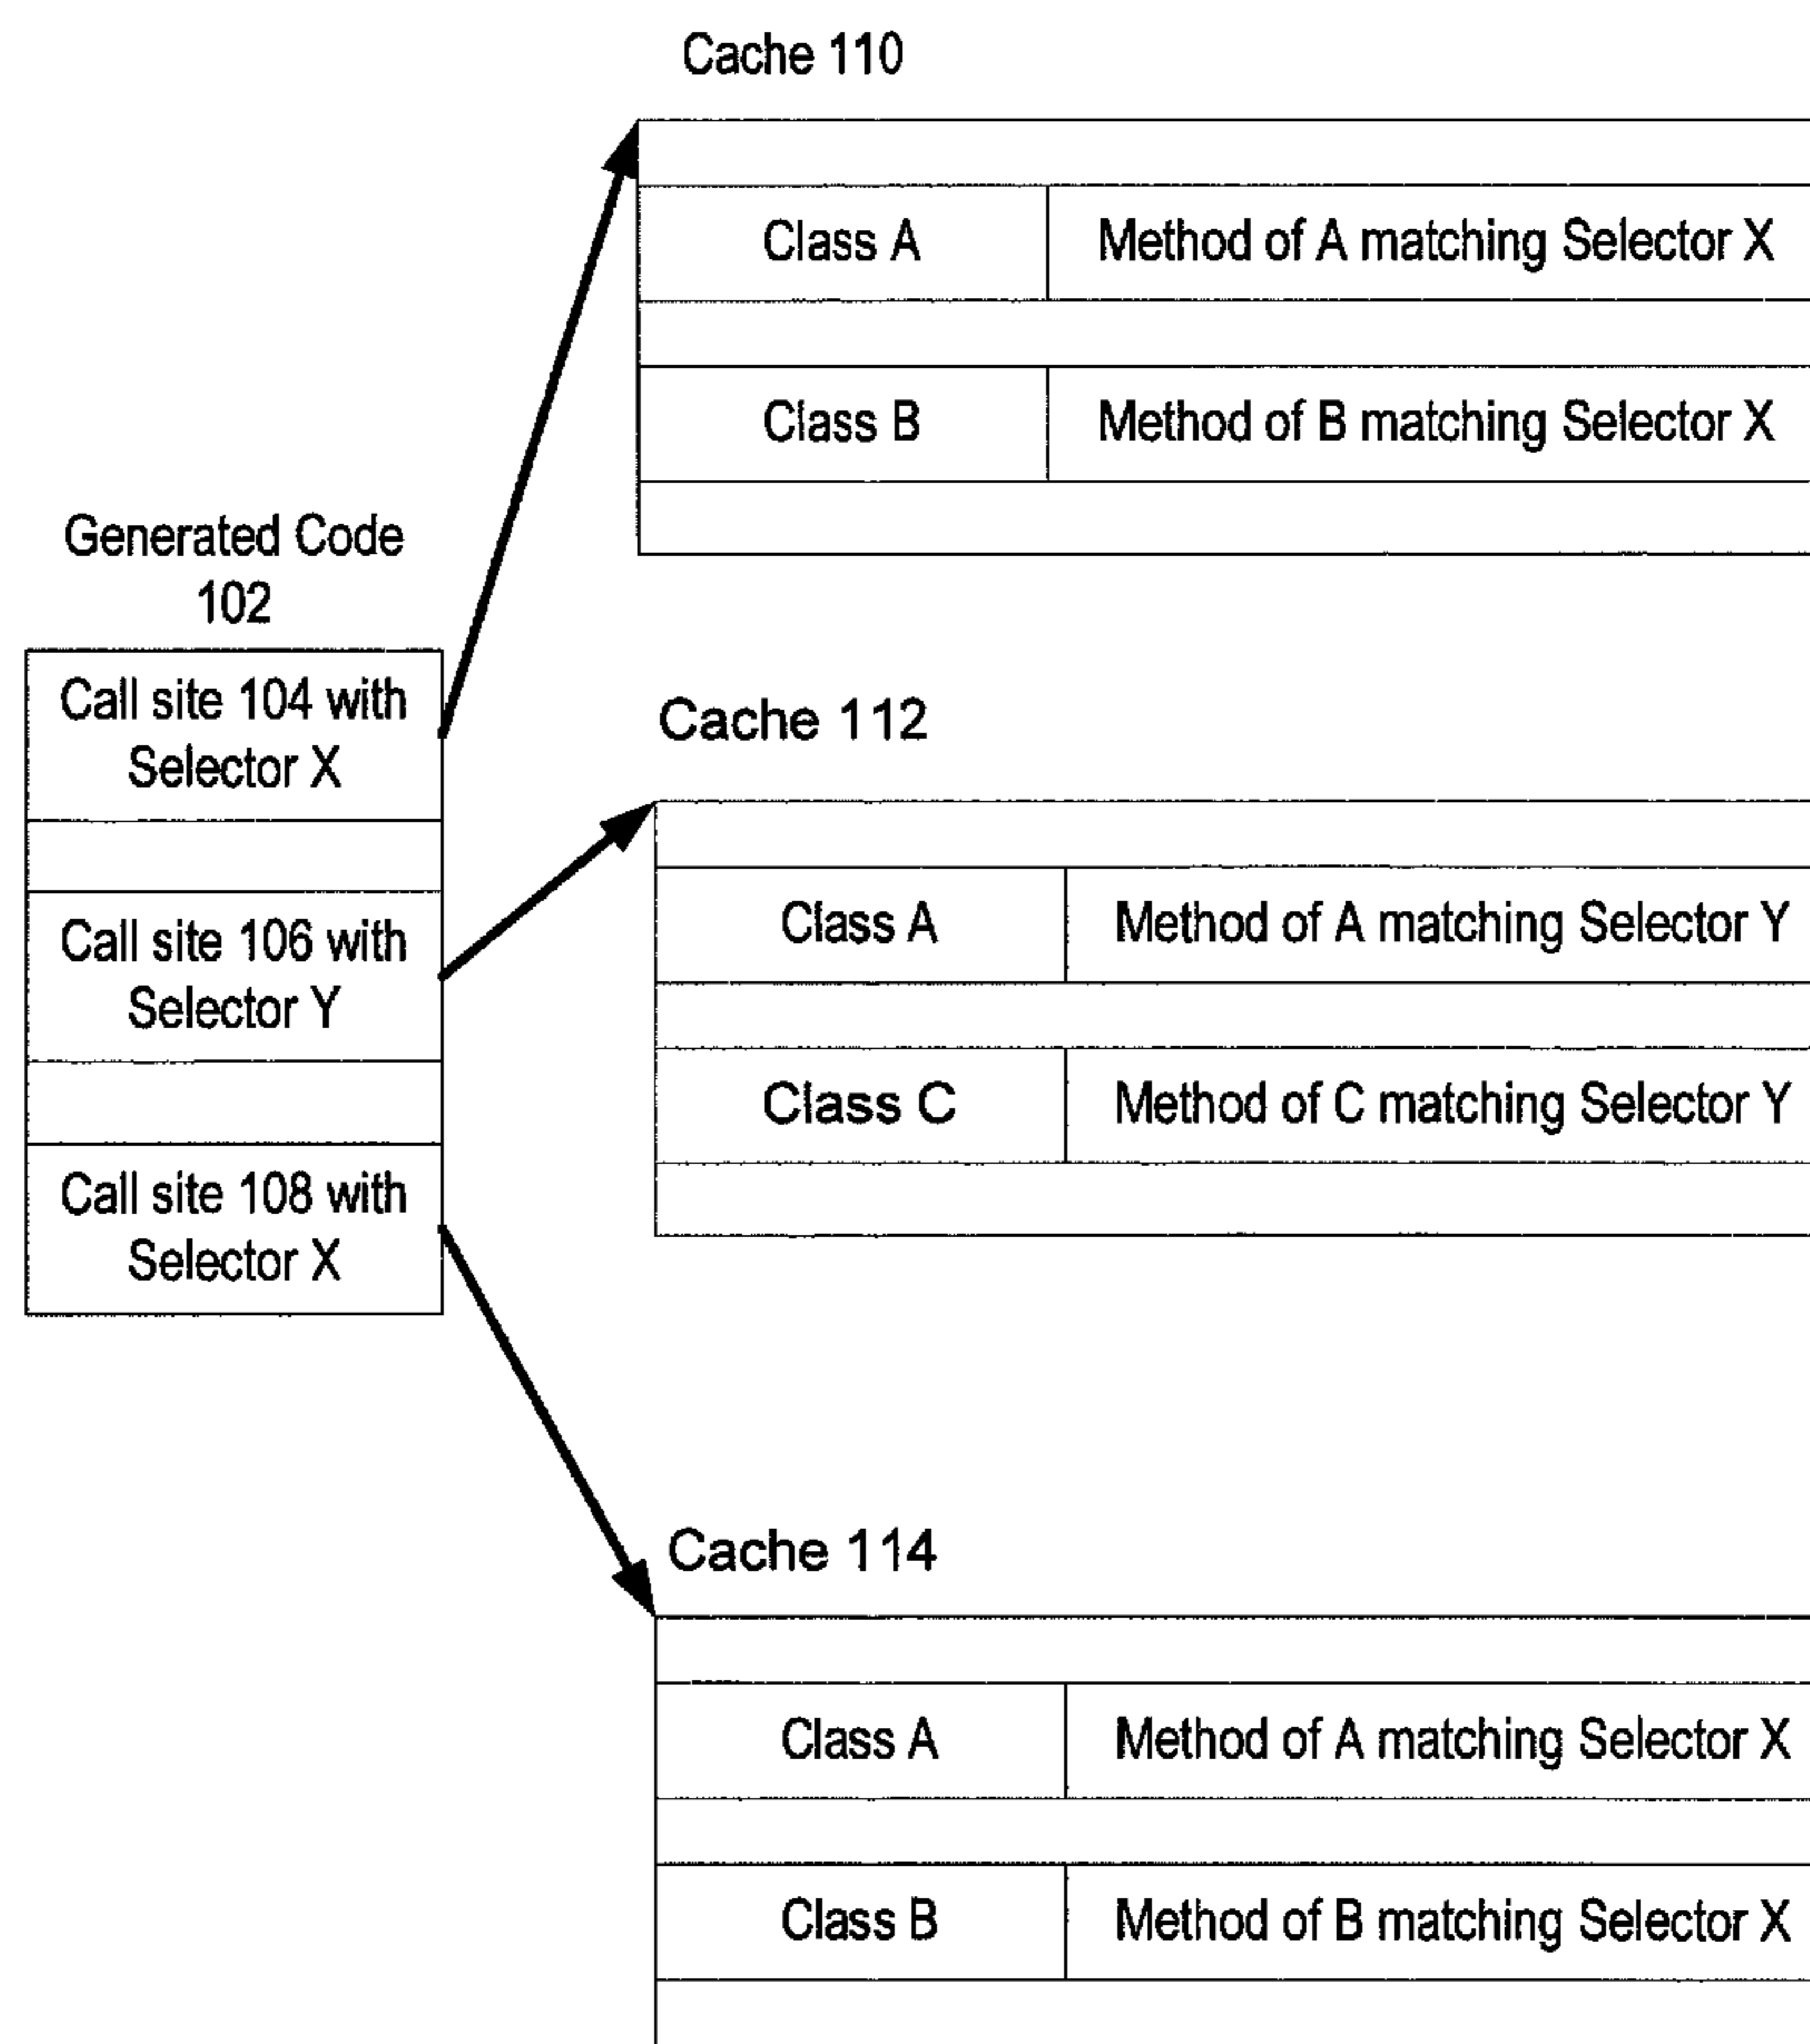 Cache 110
Class A
Method of A matching Selector X
Class B
Method of B matching Selector X
Generated Code
102
Call site 104 with
Selector X
Call site 106 with
Selector Y
Call site 108 with
Selector X
Cache 112
Class A
Method of A matching Selector Y
Class C
Method of C matching Selector Y
Cache 114
Class A
Method of A matching Selector X
Class B
Method of B matching Selector X